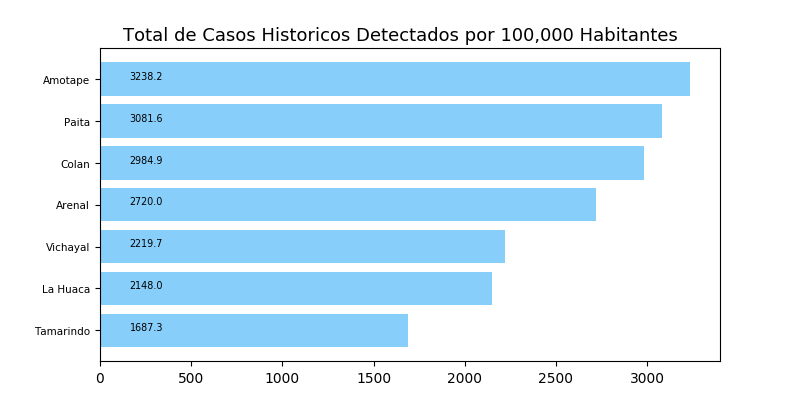 Total de Casos Historicos Detectados por 100,000 Habitantes
Amotape 3238.2
Paita 3081.6
Colan 2984.9
Arenal 2720.0
Vichayal 2219.7
La Huaca 2148.0
Tamarindo 1687.3
0 500 1000 1500 2000 2500 3000